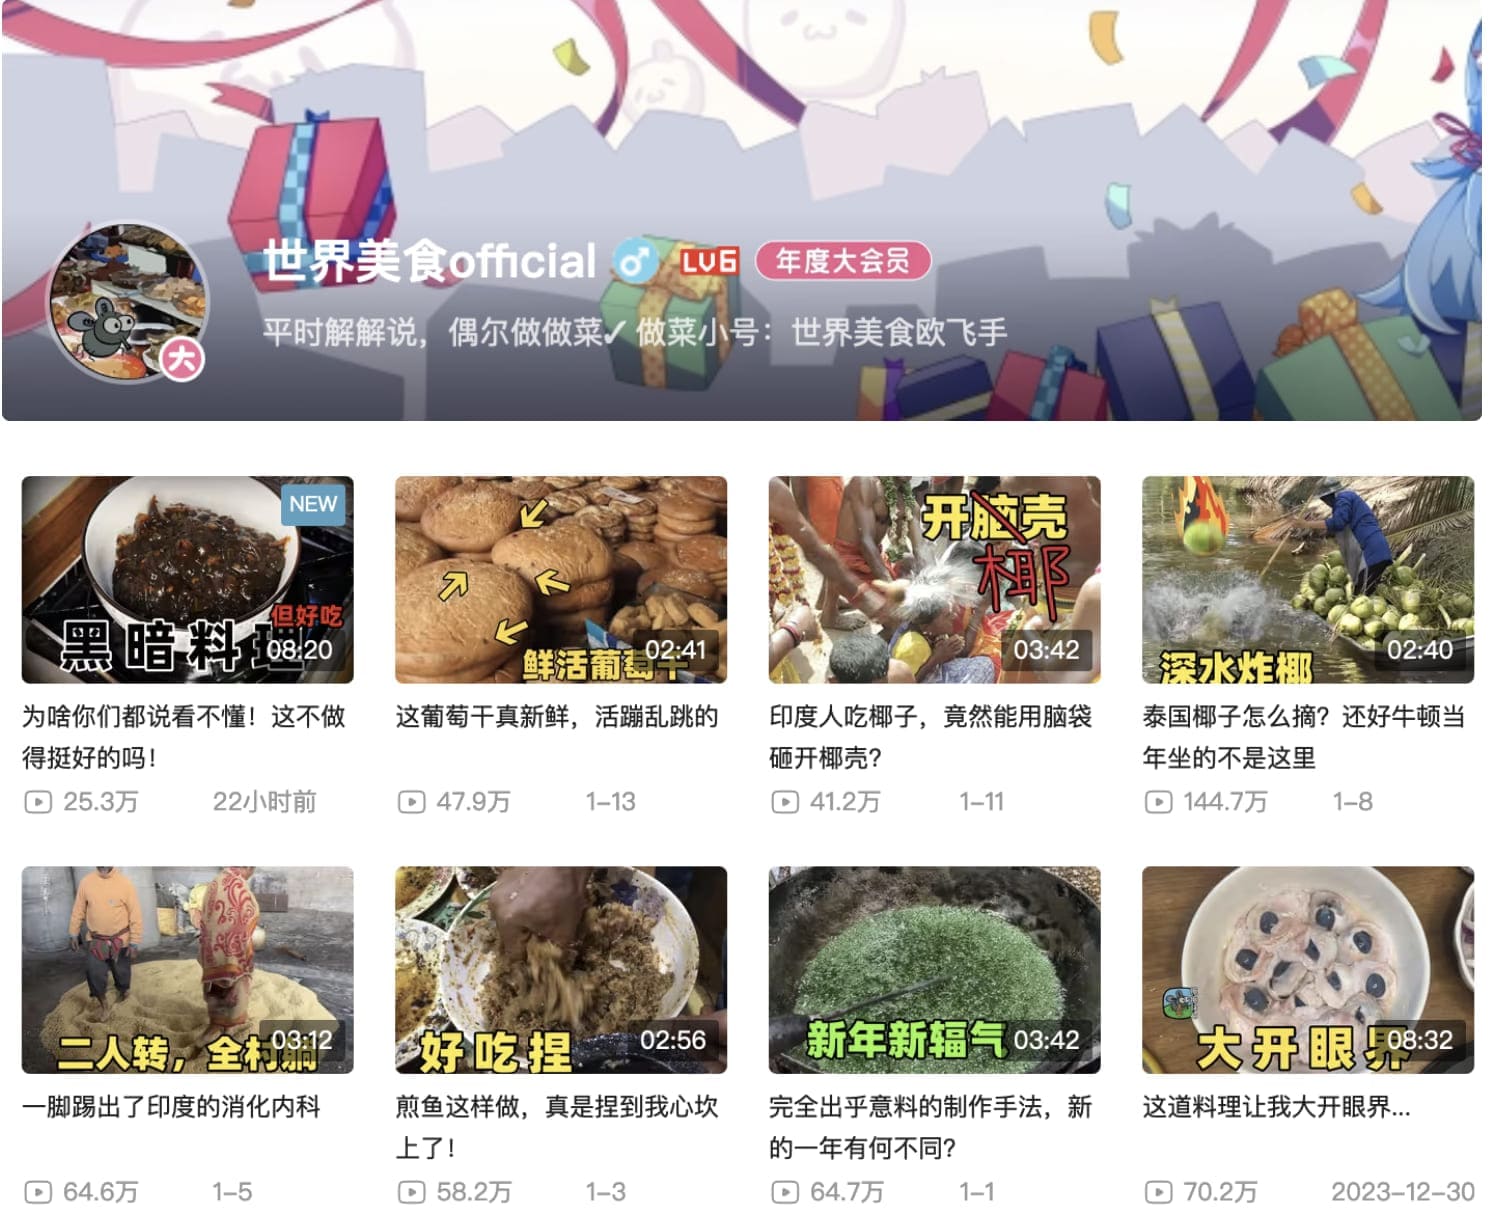 世界美食official ♂ LV6 年度大会员
平时解解说，偶尔做做菜✓ 做菜小号：世界美食欧飞手
大
NEW
但好吃
黑暗料理
08:20
鲜活葡萄干
02:41
开脑壳
椰
03:42
深水炸椰
02:40
为啥你们都说看不懂！这不做
得挺好的吗！
这葡萄干真新鲜，活蹦乱跳的
印度人吃椰子，竟然能用脑袋
砸开椰壳？
泰国椰子怎么摘？还好牛顿当
年坐的不是这里
25.3万 22小时前
47.9万 1-13
41.2万 1-11
144.7万 1-8
二人转，全村躺
03:12
好吃捏
02:56
新年新辐气
03:42
大开眼界
08:32
一脚踢出了印度的消化内科
煎鱼这样做，真是捏到我心坎
上了！
完全出乎意料的制作手法，新
的一年有何不同？
这道料理让我大开眼界...
64.6万 1-5
58.2万 1-3
64.7万 1-1
70.2万 2023-12-30